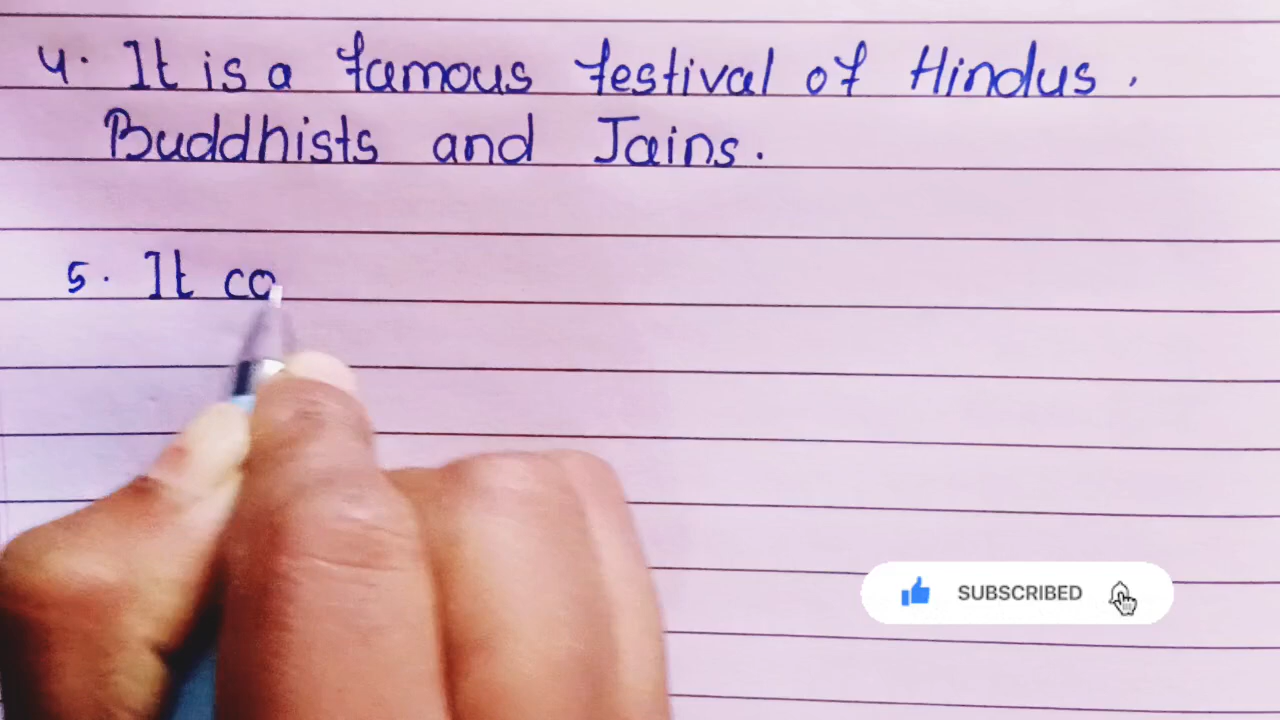 4. It is a famous festival of Hindus.
Buddhists and Jains.
5. It co
SUBSCRIBED